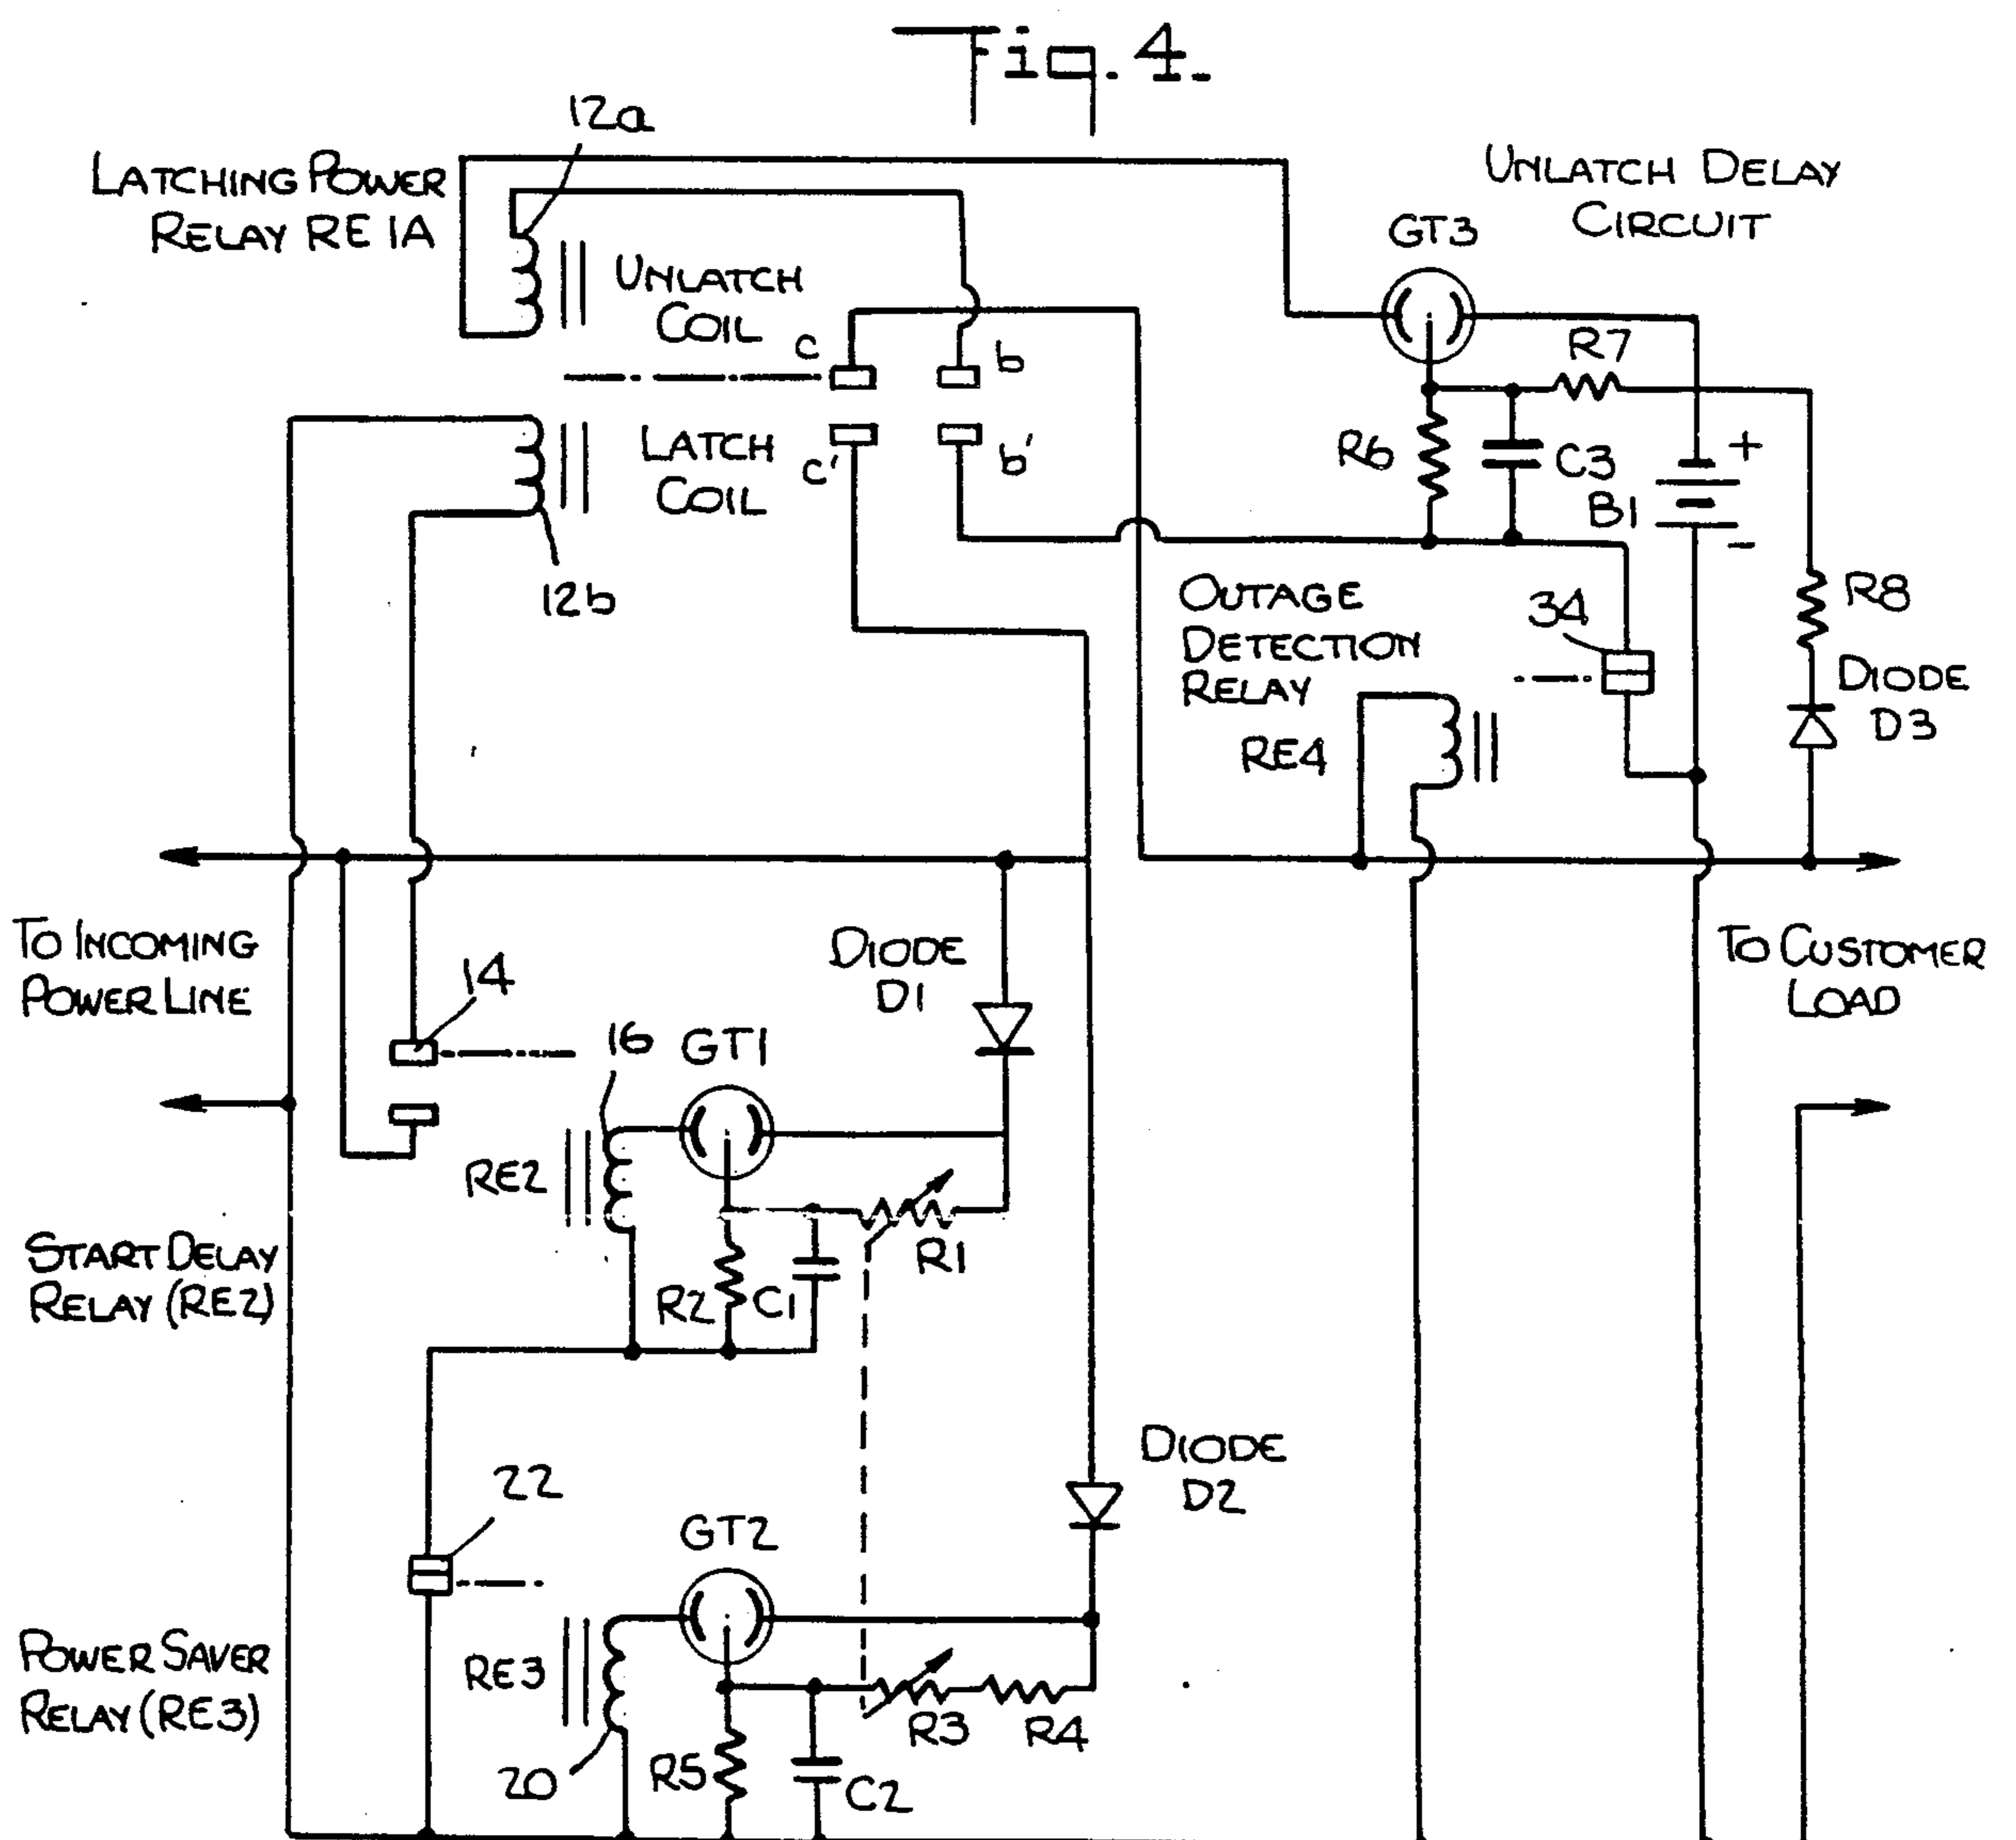 Fig. 4.
12a
LATCHING POWER
RELAY RE 1A
UNLATCH DELAY
CIRCUIT
GT3
UNLATCH
COIL
c
b
R7
LATCH
COIL
c'
b'
R6
C3
+
B1
-
12b
OUTAGE
DETECTION
RELAY
RE4
34
R8
DIODE
D3
TO INCOMING
POWER LINE
14
DIODE
D1
TO CUSTOMER
LOAD
16
GT1
RE2
R1
START DELAY
RELAY (RE2)
R2
C1
22
DIODE
D2
GT2
POWER SAVER
RELAY (RE3)
RE3
R3
R4
20
R5
C2